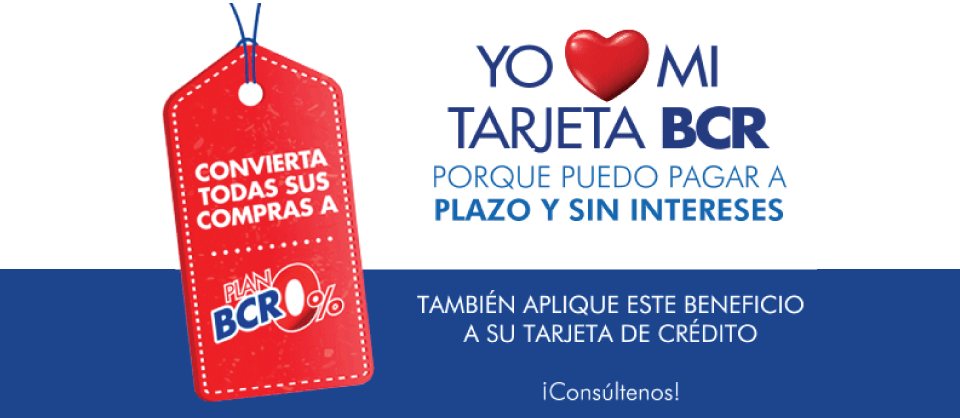 CONVIERTA
TODAS SUS
COMPRAS A
PLAN
BCR0%
YO MI
TARJETA BCR
PORQUE PUEDO PAGAR A
PLAZO Y SIN INTERESES
TAMBIÉN APLIQUE ESTE BENEFICIO
A SU TARJETA DE CRÉDITO
¡Consúltenos!